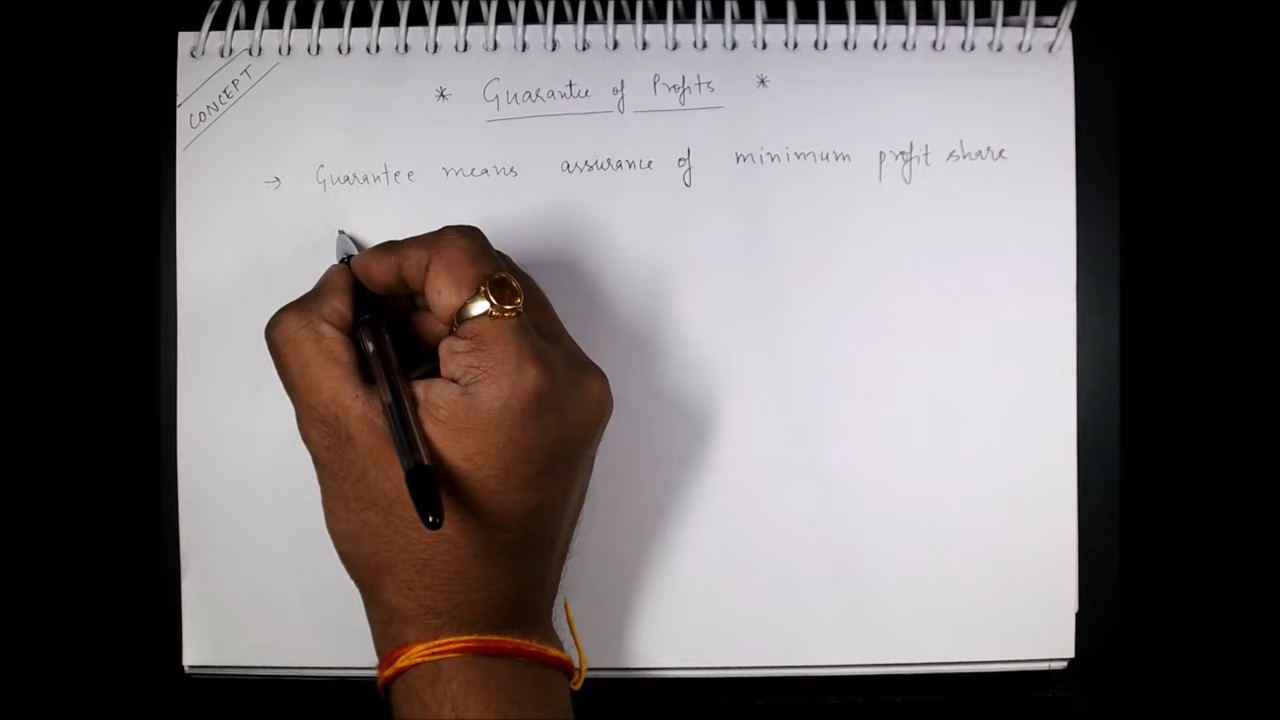 CONCEPT
* Guarantee of Profits *
→ Guarantee means assurance of minimum profit share